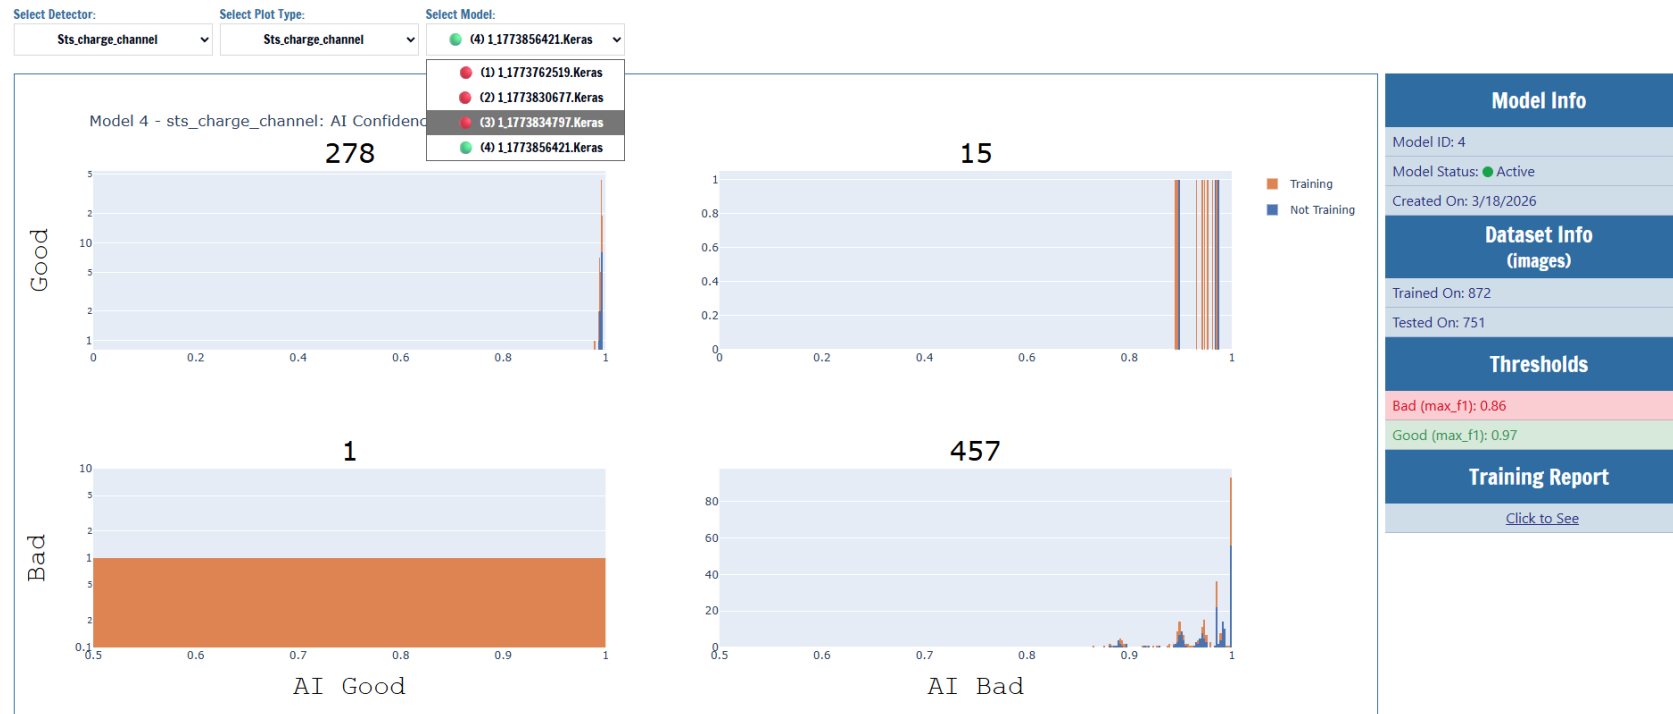 Select Detector:
Select Plot Type:
Select Model:
Sts_charge_channel
Sts_charge_channel
(4) 1_1773856421.Keras
(1) 1_1773762519.Keras
(2) 1_1773830677.Keras
(3) 1_1773834797.Keras
(4) 1_1773856421.Keras
Model 4 - sts_charge_channel: AI Confidenc
278
5
2
10
5
2
1
0
0.2
0.4
0.6
0.8
1
Good
15
1
0.8
0.6
0.4
0.2
0
0
0.2
0.4
0.6
0.8
1
Training
Not Training
1
10
5
2
1
5
2
0.1
0.5
0.6
0.7
0.8
0.9
1
Bad
AI Good
457
80
60
40
20
0
0.5
0.6
0.7
0.8
0.9
1
AI Bad
Model Info
Model ID: 4
Model Status: Active
Created On: 3/18/2026
Dataset Info
(images)
Trained On: 872
Tested On: 751
Thresholds
Bad (max_f1): 0.86
Good (max_f1): 0.97
Training Report
Click to See